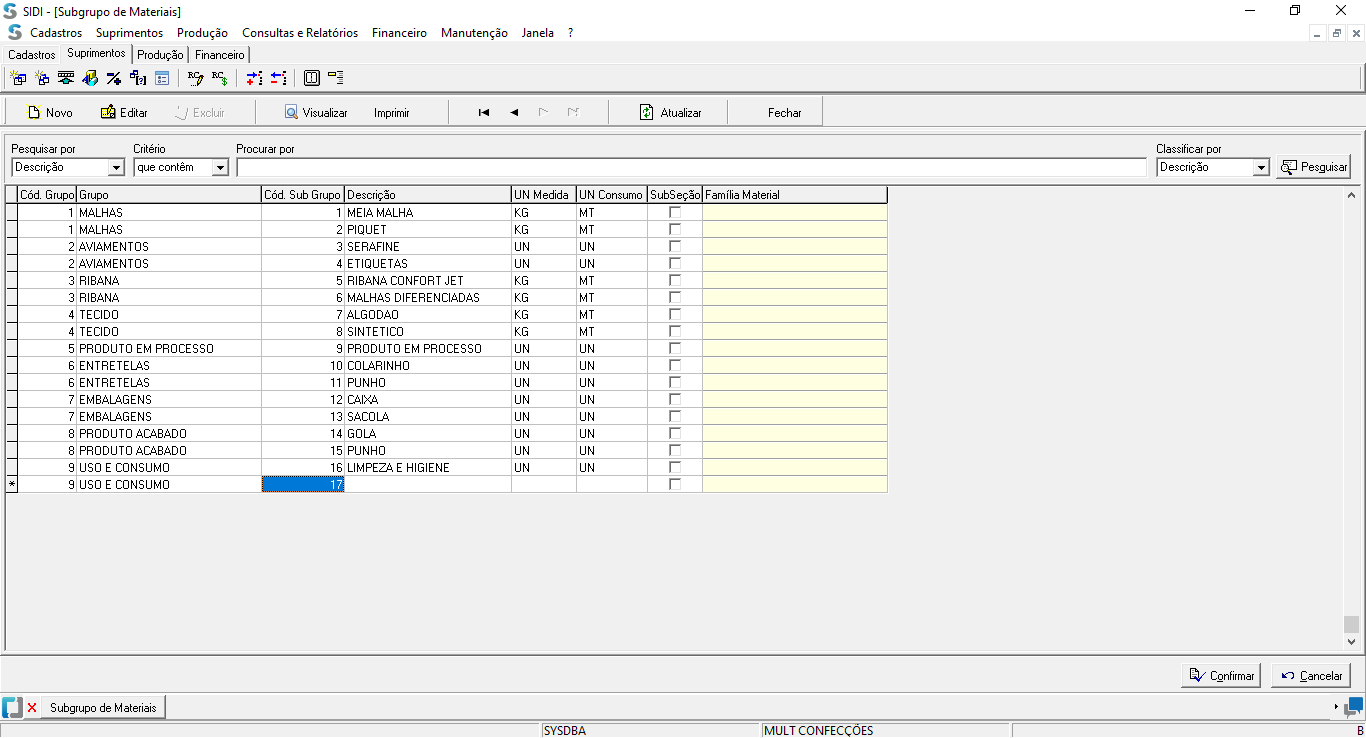 SIDI - [Subgrupo de Materiais]
Cadastros Suprimentos Produção Consultas e Relatórios Financeiro Manutenção Janela ?
Cadastros Suprimentos Produção Financeiro
Novo Editar Excluir Visualizar Imprimir Atualizar Fechar
Pesquisar por Critério Procurar por Classificar por
Descrição que contêm Descrição Pesquisar
Cód. Grupo Grupo Cód. Sub Grupo Descrição UN Medida UN Consumo SubSeção Família Material
1 MALHAS 1 MEIA MALHA KG MT
1 MALHAS 2 PIQUET KG MT
2 AVIAMENTOS 3 SERAFINE UN UN
2 AVIAMENTOS 4 ETIQUETAS UN UN
3 RIBANA 5 RIBANA CONFORT JET KG MT
3 RIBANA 6 MALHAS DIFERENCIADAS KG MT
4 TECIDO 7 ALGODAO KG MT
4 TECIDO 8 SINTETICO KG MT
5 PRODUTO EM PROCESSO 9 PRODUTO EM PROCESSO UN UN
6 ENTRETELAS 10 COLARINHO UN UN
6 ENTRETELAS 11 PUNHO UN UN
7 EMBALAGENS 12 CAIXA UN UN
7 EMBALAGENS 13 SACOLA UN UN
8 PRODUTO ACABADO 14 GOLA UN UN
8 PRODUTO ACABADO 15 PUNHO UN UN
9 USO E CONSUMO 16 LIMPEZA E HIGIENE UN UN
* 9 USO E CONSUMO 17
Confirmar Cancelar
Subgrupo de Materiais
SYSDBA MULT CONFECÇÕES B